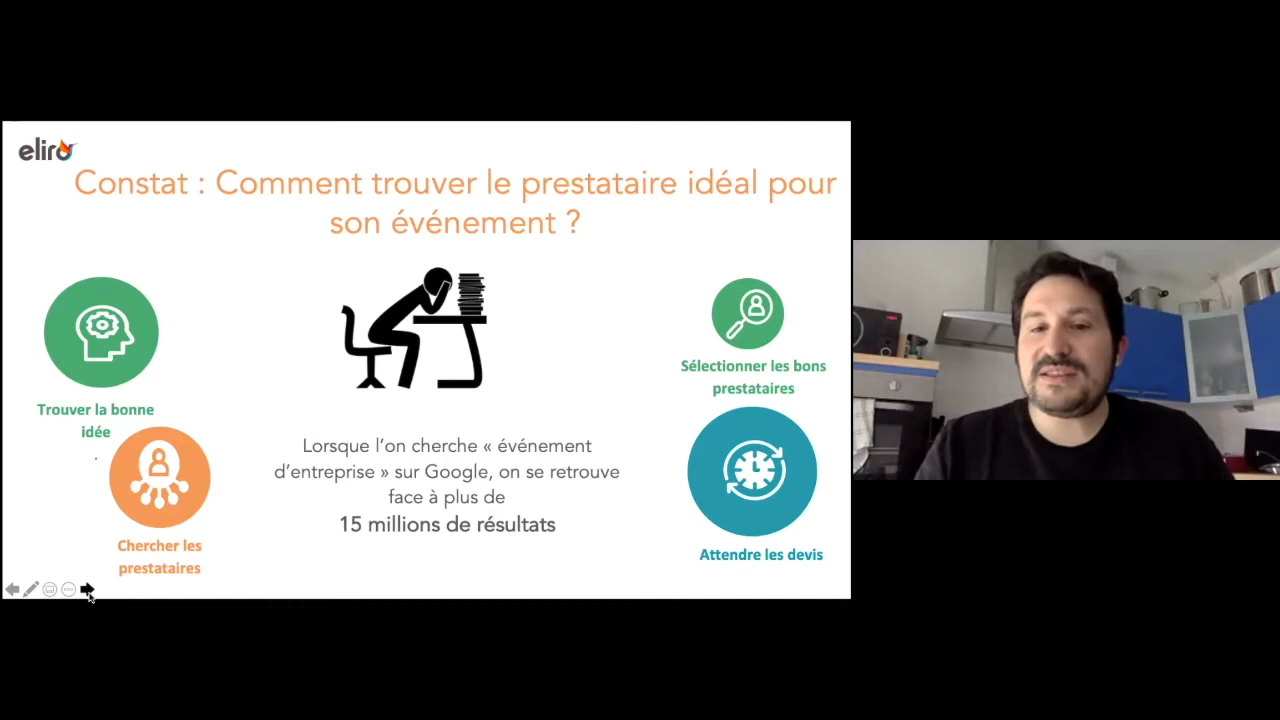 eliro
Constat : Comment trouver le prestataire idéal pour
son événement ?
Trouver la bonne
idée
Chercher les
prestataires
Lorsque l'on cherche « événement
d'entreprise » sur Google, on se retrouve
face à plus de
15 millions de résultats
Sélectionner les bons
prestataires
Attendre les devis